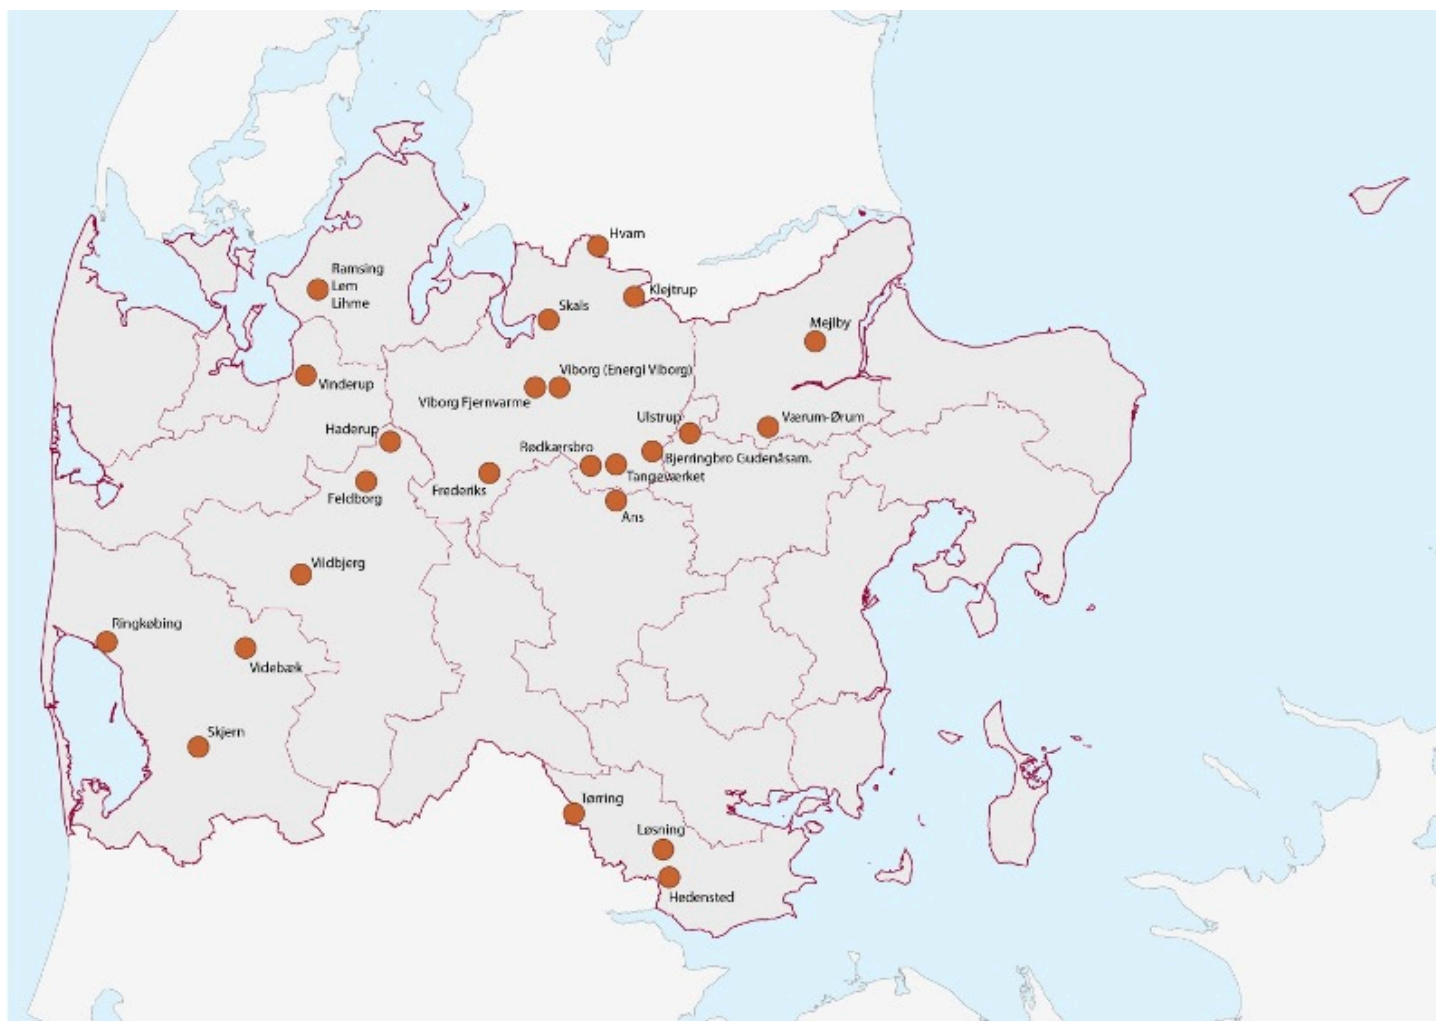 Hvam
Ramsing
Lem
Lihme
Klejtrup
Skals
Mejlby
Viborg (Energi Viborg)
Vinderup
Viborg Fjernvarme
Ulstrup
Værum-Ørum
Haderup
Rødkærsbro
Bjerringbro Gudenåsam.
Tangeværket
Frederiks
Feldborg
Ans
Vildbjerg
Ringkøbing
Videbæk
Skjern
Tørring
Løsning
Hedensted